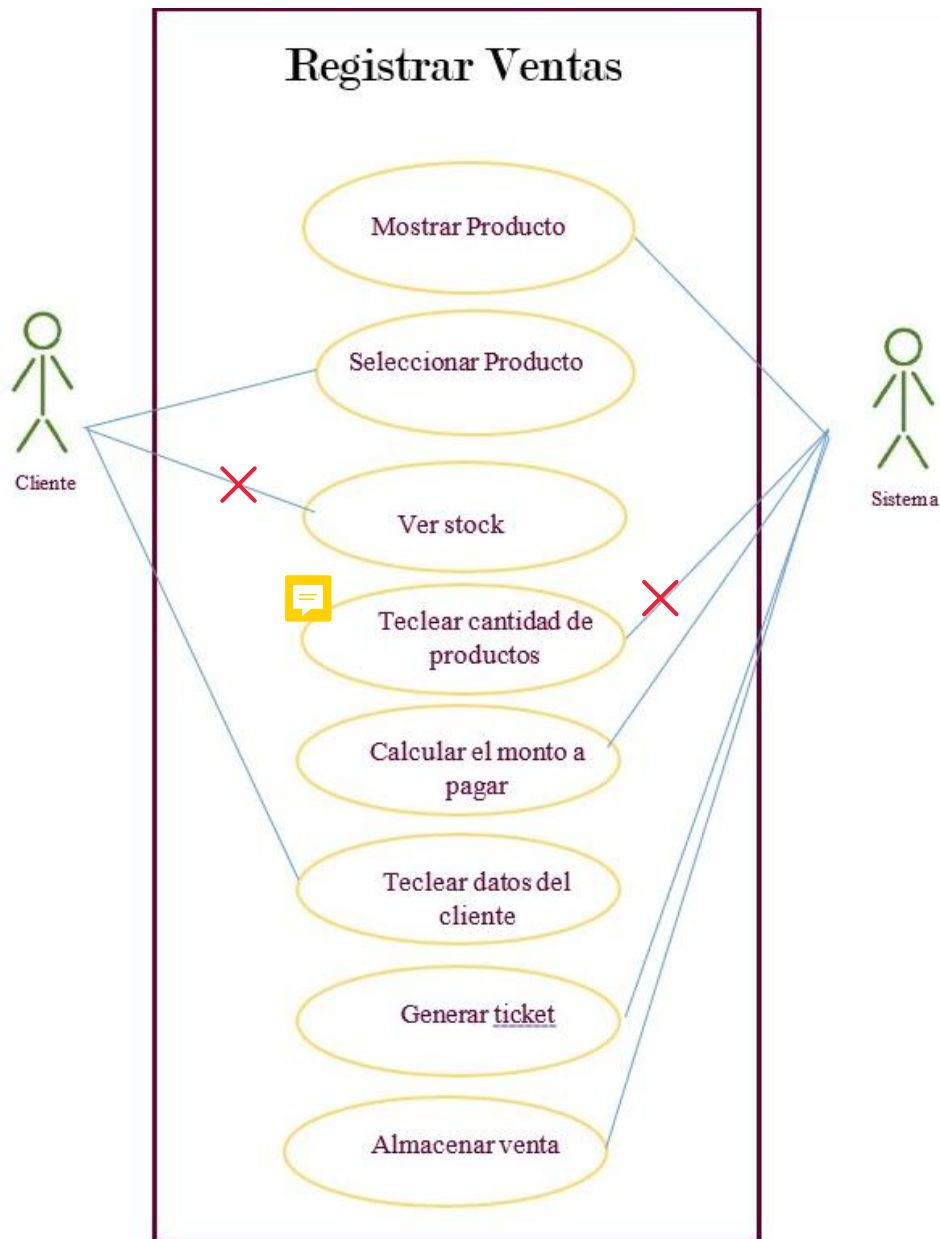 Registrar Ventas
Mostrar Producto
Seleccionar Producto
Cliente
Ver stock
Sistema
Teclear cantidad de
productos
Calcular el monto a
pagar
Teclear datos del
cliente
Generar ticket
Almacenar venta